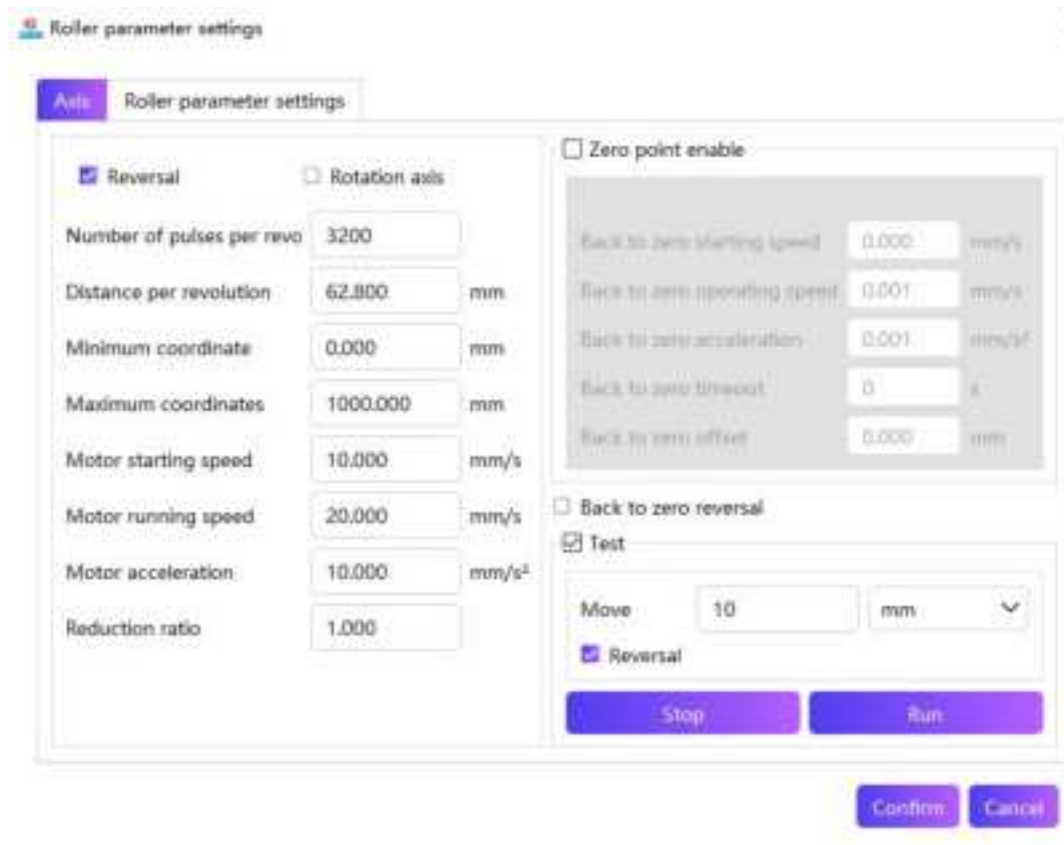 Roller parameter settings
Axis
Roller parameter settings
Reversal
Rotation axis
Number of pulses per revo
3200
Distance per revolution
62.800
mm
Minimum coordinate
0.000
mm
Maximum coordinates
1000.000
mm
Motor starting speed
10.000
mm/s
Motor running speed
20.000
mm/s
Motor acceleration
10.000
mm/s²
Reduction ratio
1.000
Zero point enable
Back to zero starting speed
0.000
mm/s
Back to zero operating speed
0.001
mm/s
Back to zero acceleration
0.001
mm/s²
Back to zero timeout
0
s
Back to zero offset
0.000
mm
Back to zero reversal
Test
Move
10
mm
Reversal
Stop
Run
Confirm
Cancel